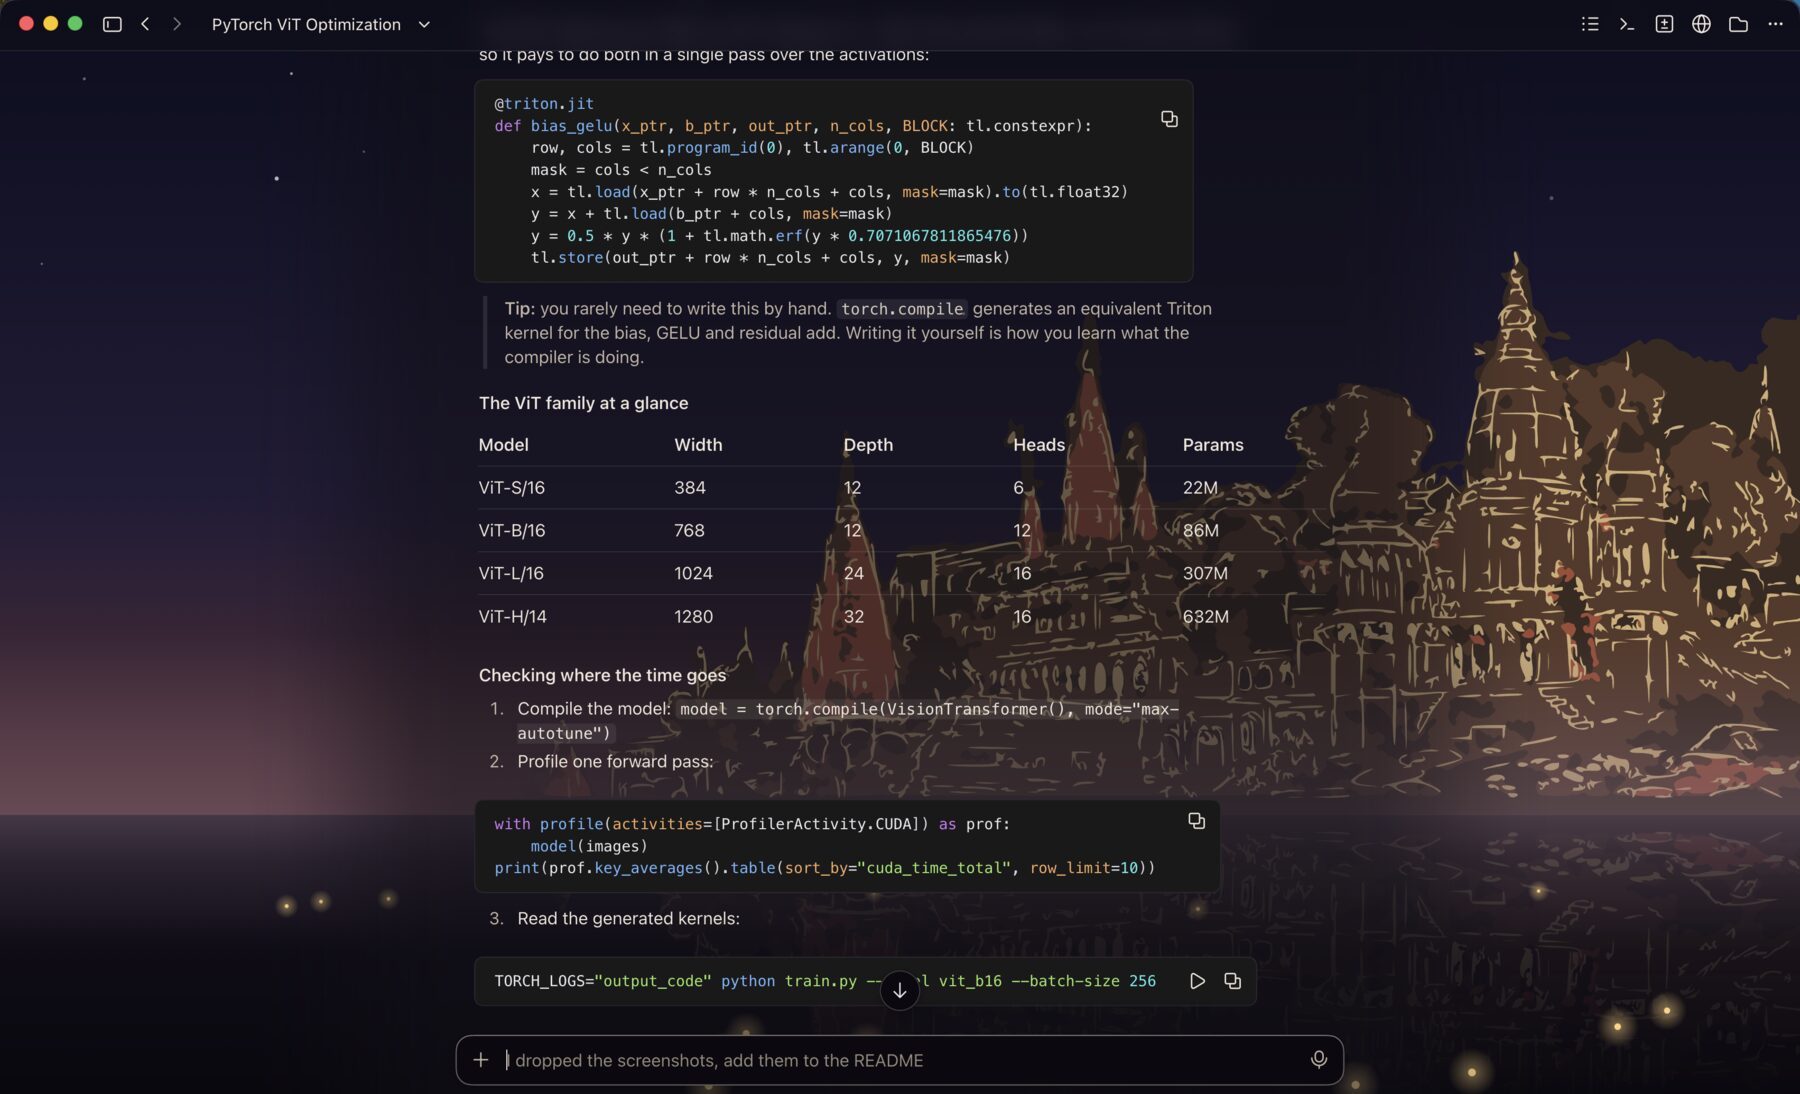 PyTorch ViT Optimization
so it pays to do both in a single pass over the activations:
@triton.jit
def bias_gelu(x_ptr, b_ptr, out_ptr, n_cols, BLOCK: tl.constexpr):
    row, cols = tl.program_id(0), tl.arange(0, BLOCK)
    mask = cols < n_cols
    x = tl.load(x_ptr + row * n_cols + cols, mask=mask).to(tl.float32)
    y = x + tl.load(b_ptr + cols, mask=mask)
    y = 0.5 * y * (1 + tl.math.erf(y * 0.7071067811865476))
    tl.store(out_ptr + row * n_cols + cols, y, mask=mask)
Tip: you rarely need to write this by hand. torch.compile generates an equivalent Triton
kernel for the bias, GELU and residual add. Writing it yourself is how you learn what the
compiler is doing.
The ViT family at a glance
Model Width Depth Heads Params
ViT-S/16 384 12 6 22M
ViT-B/16 768 12 12 86M
ViT-L/16 1024 24 16 307M
ViT-H/14 1280 32 16 632M
Checking where the time goes
1. Compile the model: model = torch.compile(VisionTransformer(), mode="max-
autotune")
2. Profile one forward pass:
with profile(activities=[ProfilerActivity.CUDA]) as prof:
    model(images)
print(prof.key_averages().table(sort_by="cuda_time_total", row_limit=10))
3. Read the generated kernels:
TORCH_LOGS="output_code" python train.py -- l vit_b16 --batch-size 256
I dropped the screenshots, add them to the README